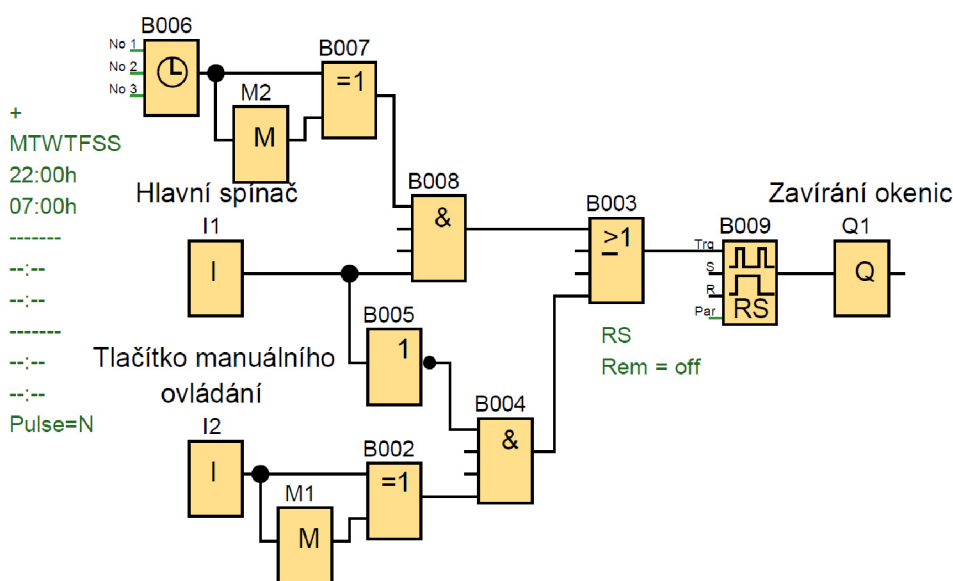 B006
No 1
No 2
No 3
B007
=1
M2
M
+
MTWTFSS
22:00h
07:00h
-------
--:--
--:--
-------
--:--
--:--
Pulse=N
Hlavní spínač
I1
I
B008
&
B003
>1
Zavírání okenic
B009
Q1
Trg
S
R
Par
RS
Q
RS
Rem = off
B005
1
Tlačítko manuálního
ovládání
I2
I
B002
=1
M1
M
B004
&